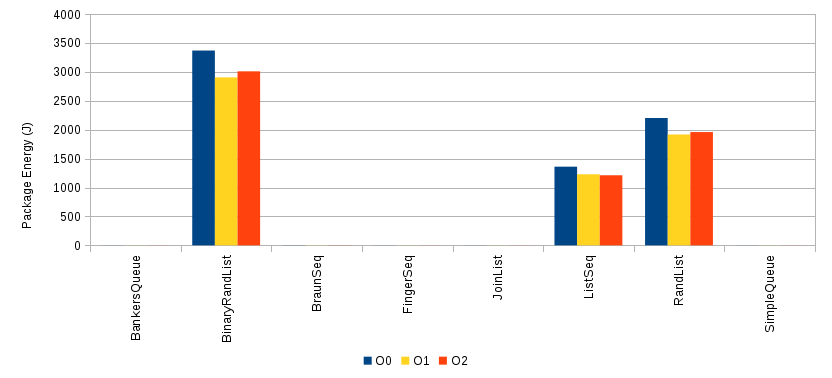 4000
3500
3000
2500
2000
1500
1000
500
0
Package Energy (J)
BankersQueue
BinaryRandList
BraunSeq
FingerSeq
JoinList
ListSeq
RandList
SimpleQueue
O0 O1 O2